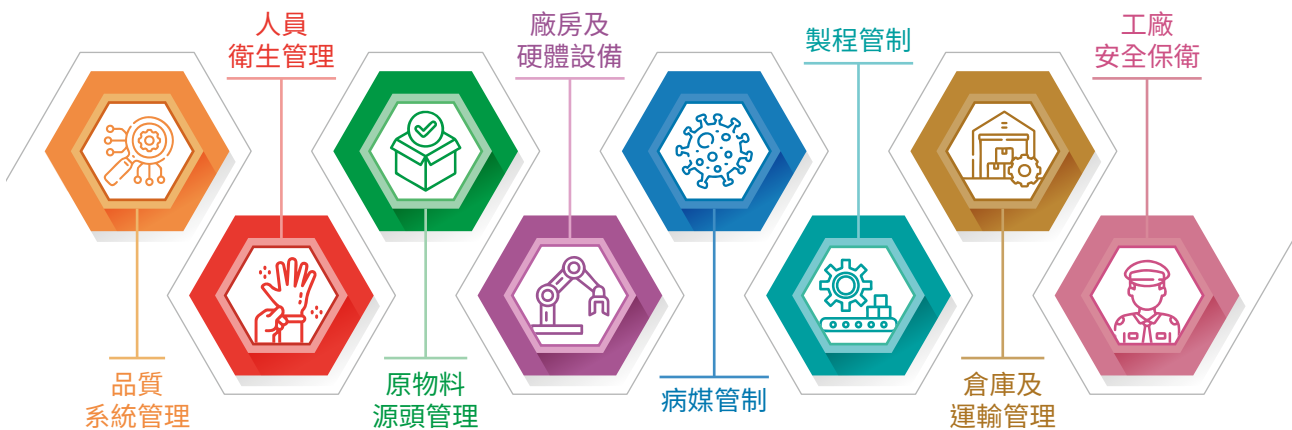 品質
系統管理
人員
衛生管理
原物料
源頭管理
廠房及
硬體設備
病媒管制
製程管制
倉庫及
運輸管理
工廠
安全保衛